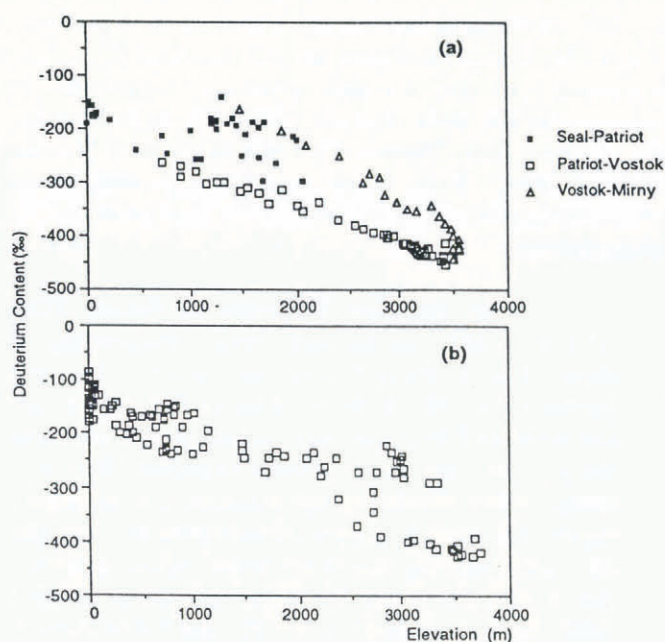 0
(a)
-100
-200
Seal-Patriot
Patriot-Vostok
-300
Vostok-Mirny
-400
-500
0 1000 2000 3000 4000
Deuterium Content (‰)
0
(b)
-100
-200
-300
-400
-500
0 1000 2000 3000 4000
Elevation (m)